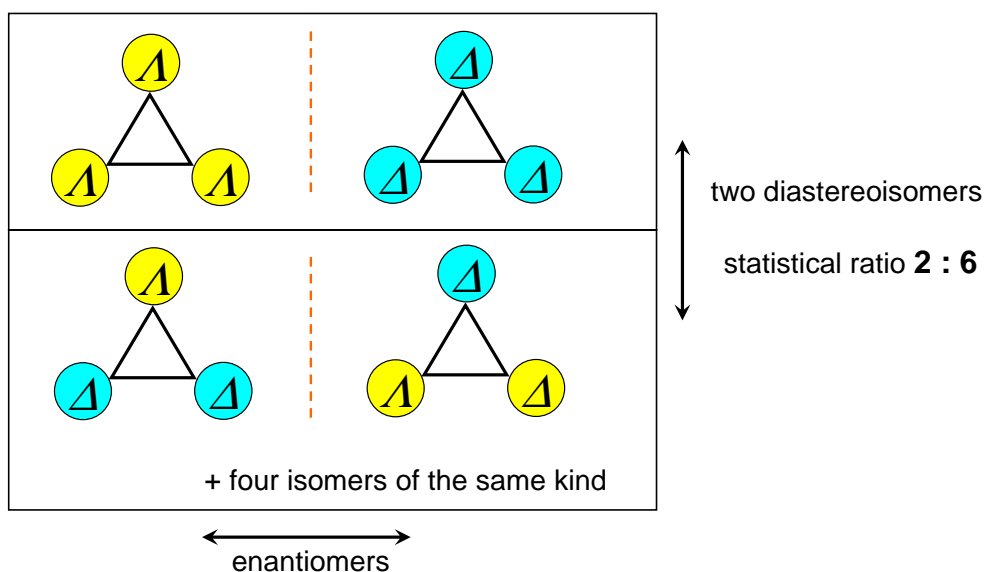 Λ
Λ Λ
Δ
Δ Δ
Λ
Δ Δ
Δ
Λ Δ
+ four isomers of the same kind
two diastereoisomers
statistical ratio 2 : 6
enantiomers